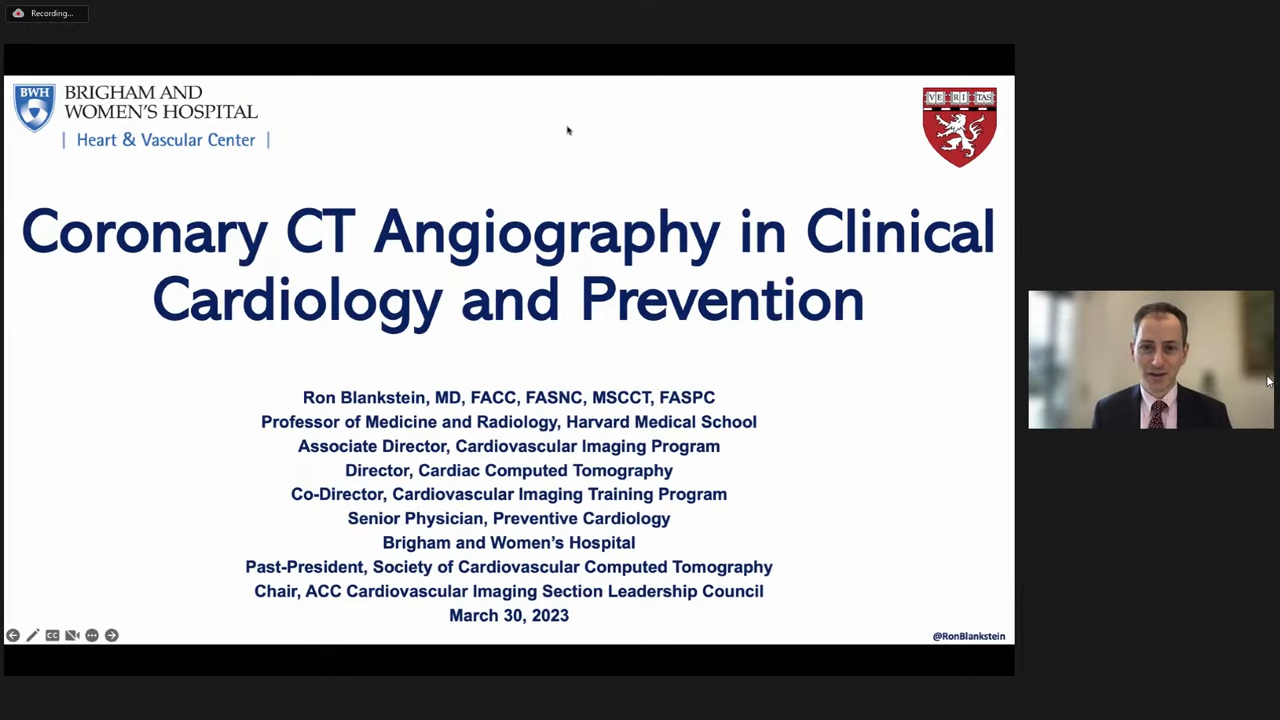 Recording...
BWH
BRIGHAM AND
WOMEN'S HOSPITAL
| Heart & Vascular Center |
VE RI TAS
Coronary CT Angiography in Clinical
Cardiology and Prevention
Ron Blankstein, MD, FACC, FASNC, MSCCT, FASPC
Professor of Medicine and Radiology, Harvard Medical School
Associate Director, Cardiovascular Imaging Program
Director, Cardiac Computed Tomography
Co-Director, Cardiovascular Imaging Training Program
Senior Physician, Preventive Cardiology
Brigham and Women's Hospital
Past-President, Society of Cardiovascular Computed Tomography
Chair, ACC Cardiovascular Imaging Section Leadership Council
March 30, 2023
CC
@RonBlankstein